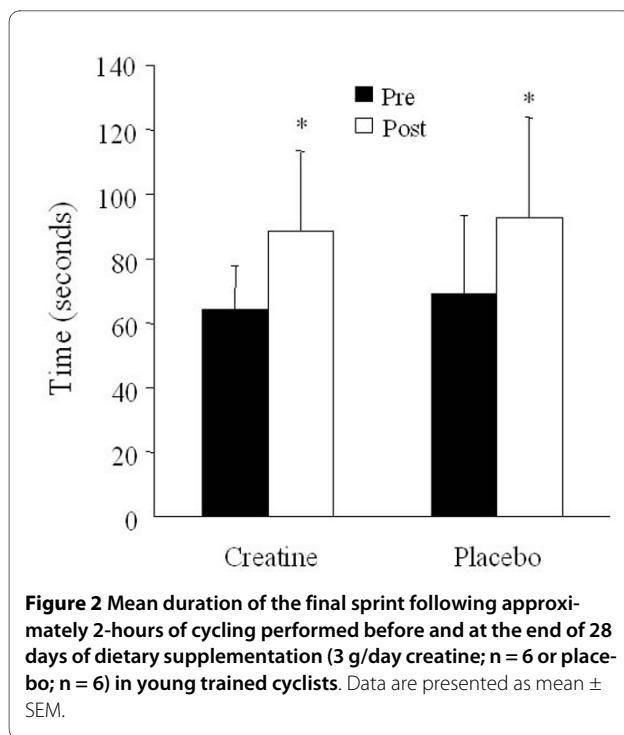 140
120
100
80
60
40
20
0
Time (seconds)
Pre
Post
*
*
Creatine
Placebo
Figure 2 Mean duration of the final sprint following approxi-
mately 2-hours of cycling performed before and at the end of 28
days of dietary supplementation (3 g/day creatine; n = 6 or place-
bo; n = 6) in young trained cyclists. Data are presented as mean ±
SEM.